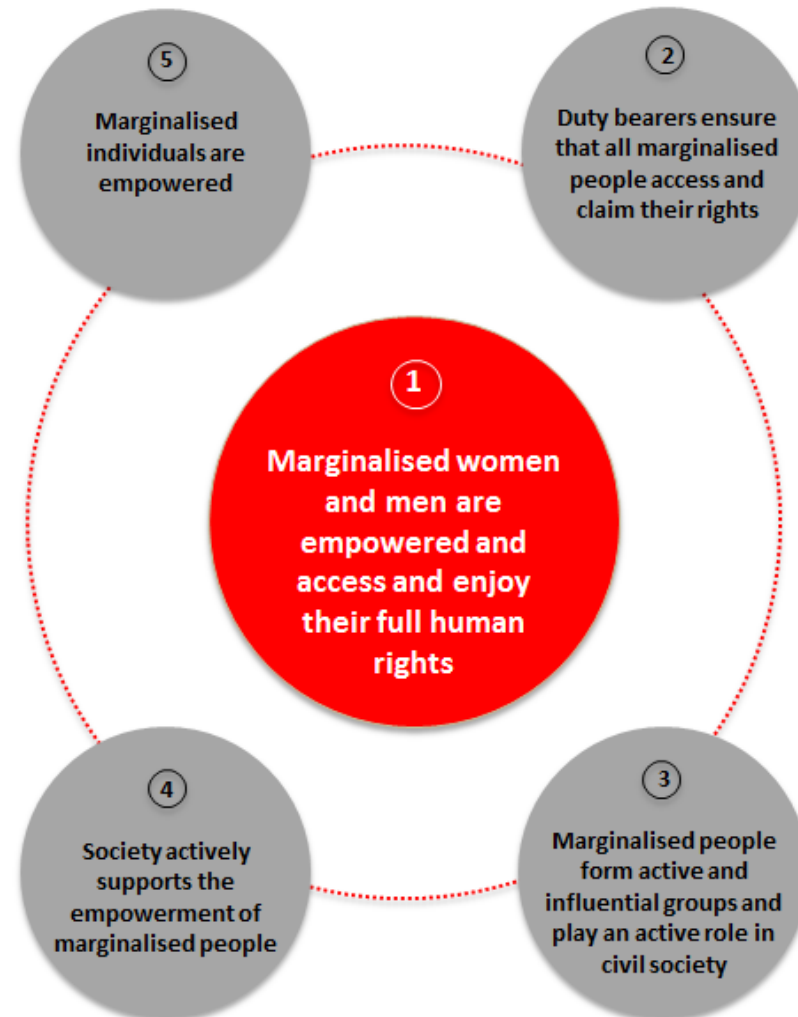 5
Marginalised
individuals are
empowered
2
Duty bearers ensure
that all marginalised
people access and
claim their rights
1
Marginalised women
and men are
empowered and
access and enjoy
their full human
rights
4
Society actively
supports the
empowerment of
marginalised people
3
Marginalised people
form active and
influential groups and
play an active role in
civil society